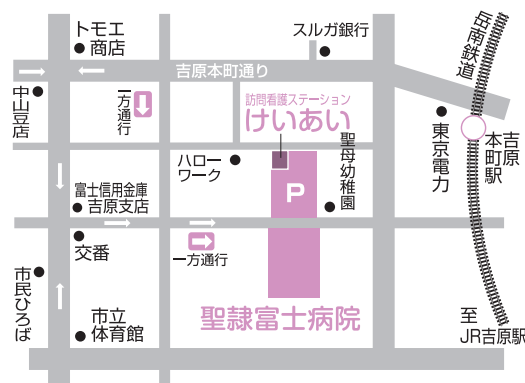 トモエ
商店
スルガ銀行
岳南鉄道
吉原本町通り
中山豆店
一方通行
訪問看護ステーション
けいあい
聖母幼稚園
東京電力
吉原
本町駅
ハロー
ワーク
P
富士信用金庫
吉原支店
交番
一方通行
市民ひろば
市立
体育館
聖隷富士病院
至
JR吉原駅